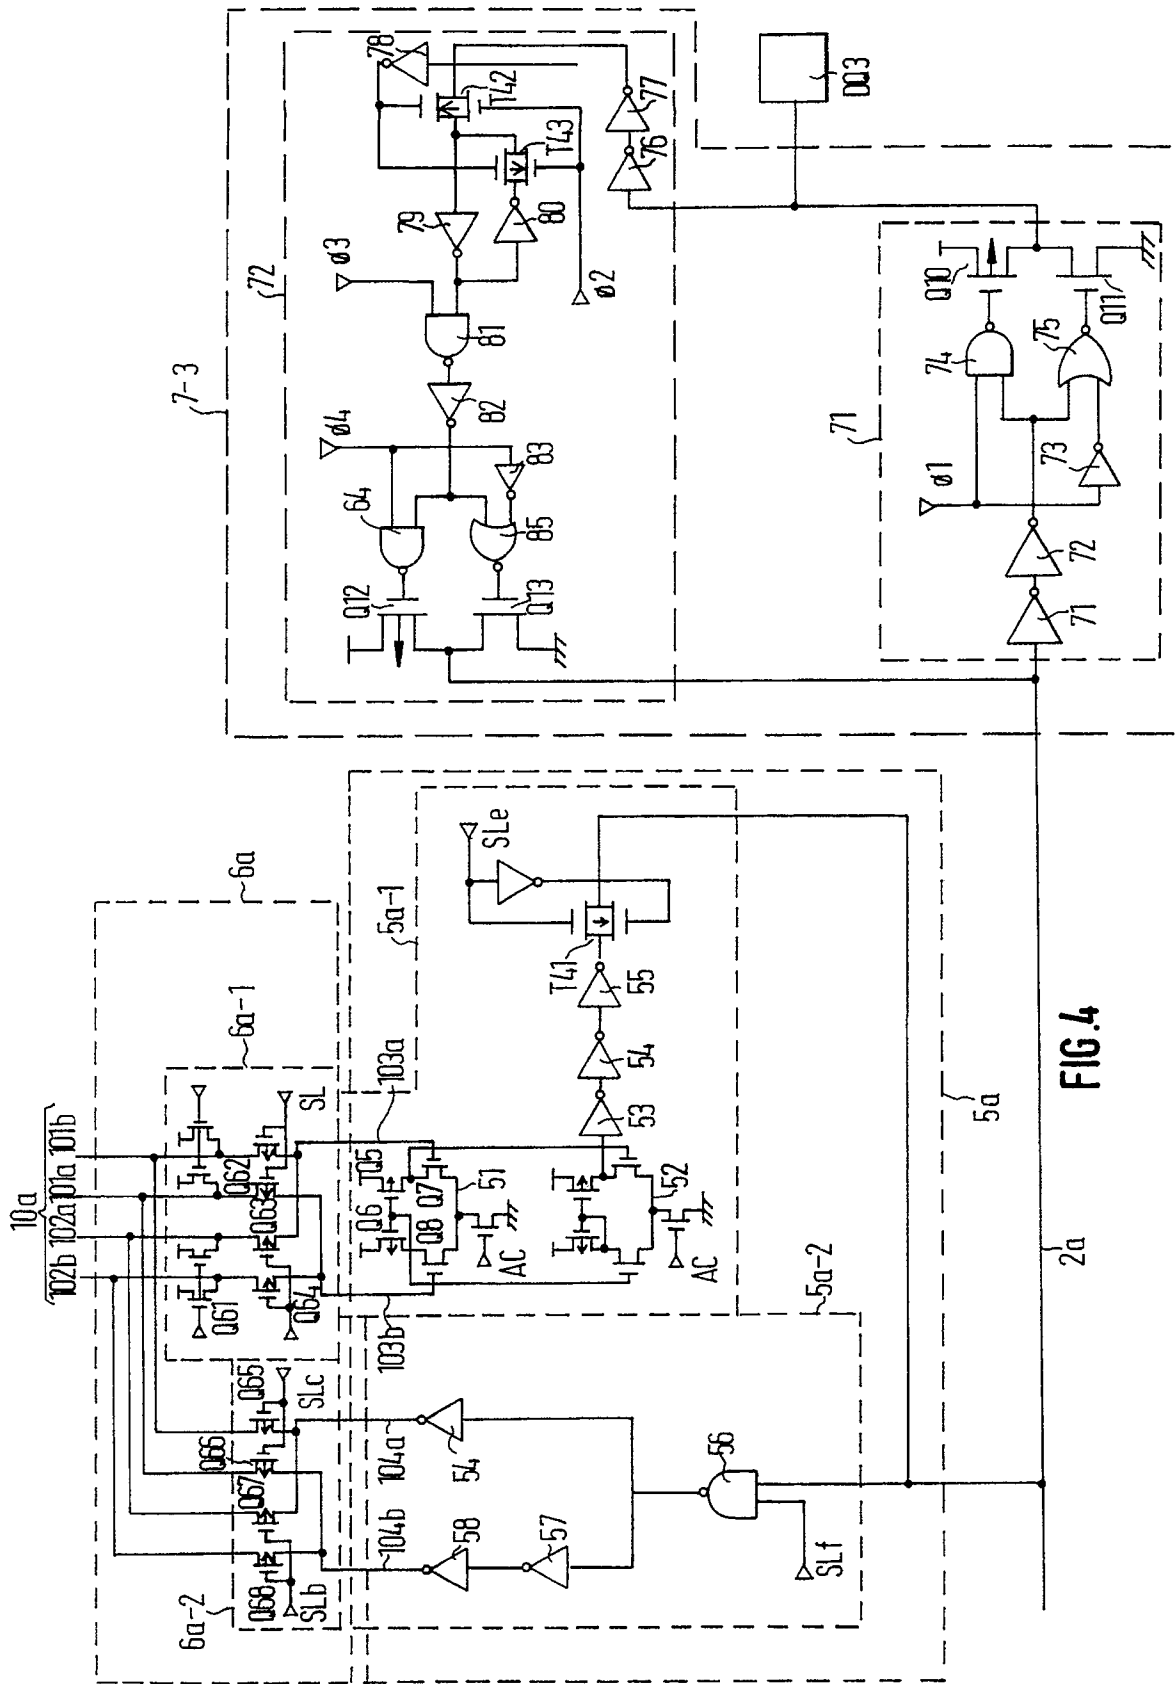 10a
102b 102a 101a 101b
6a
6a-1
Q61
Q62
Q63
Q64
SL
6a-2
Q65
Q66
Q67
Q68
SLc
SLb
103a
103b
104a
104b
5a
5a-1
5a-2
Q5
Q6
Q7
Q8
51
AC
52
AC
53
54
55
T41
SLe
54
57
58
56
SLf
2a
FIG.4
7-3
72
Q12
Q13
64
85
83
ø4
82
81
ø3
79
80
T43
T42
78
ø2
76
77
DQ3
71
71
72
ø1
73
74
75
Q10
Q11